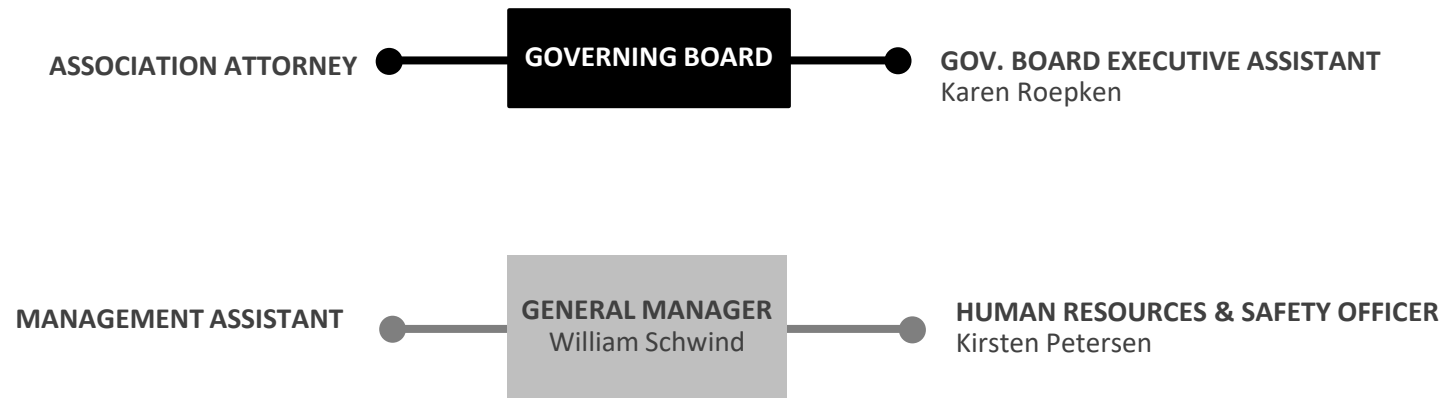 ASSOCIATION ATTORNEY
GOVERNING BOARD
GOV. BOARD EXECUTIVE ASSISTANT
Karen Roepken
MANAGEMENT ASSISTANT
GENERAL MANAGER
William Schwind
HUMAN RESOURCES & SAFETY OFFICER
Kirsten Petersen